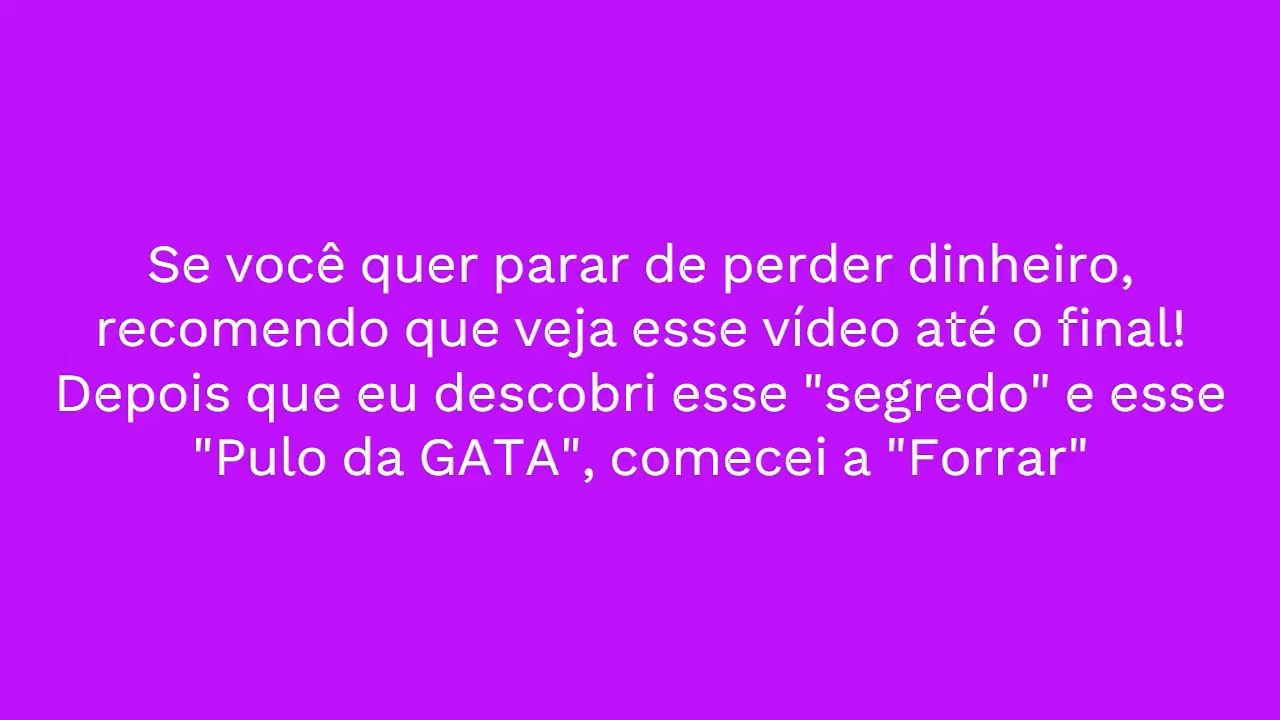 Se você quer parar de perder dinheiro,
recomendo que veja esse vídeo até o final!
Depois que eu descobri esse "segredo" e esse
"Pulo da GATA", comecei a "Forrar"